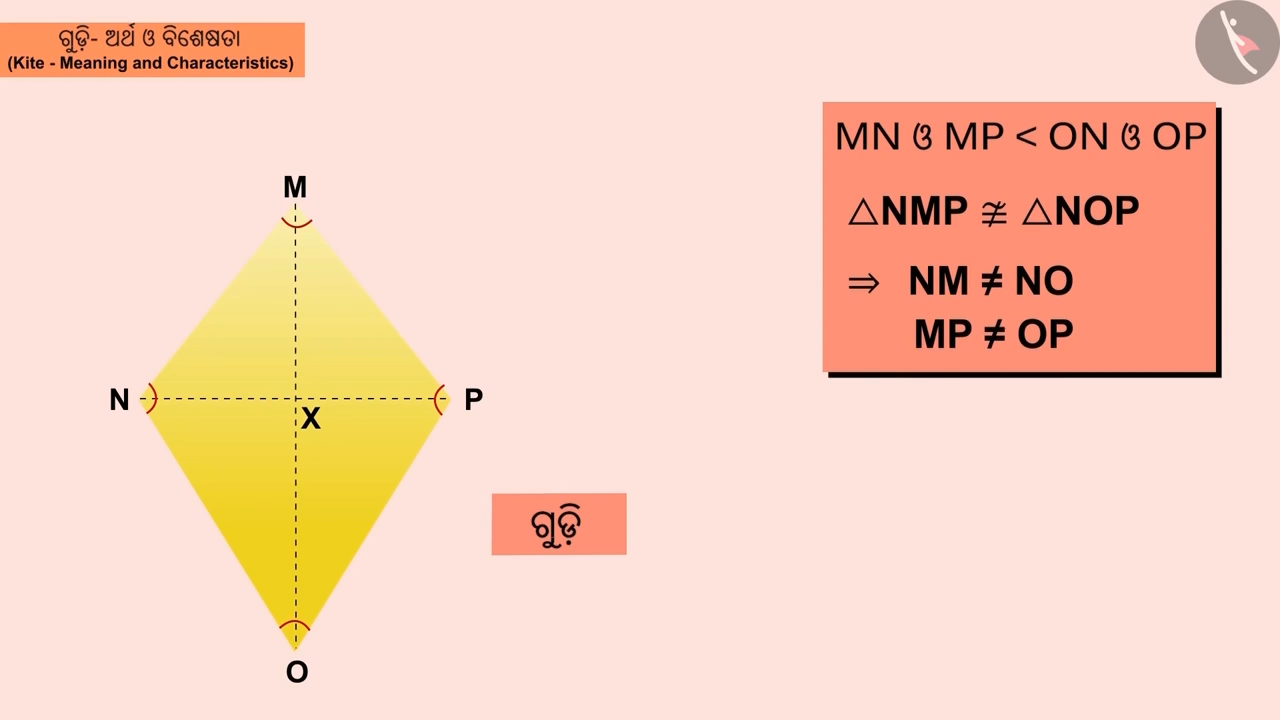 ଗୁଡ଼ି- ଅର୍ଥ ଓ ବିଶେଷତା
(Kite - Meaning and Characteristics)
MN ଓ MP < ON ଓ OP
△NMP ≇ △NOP
⇒ NM ≠ NO
MP ≠ OP
M
N
P
X
ଗୁଡ଼ି
O